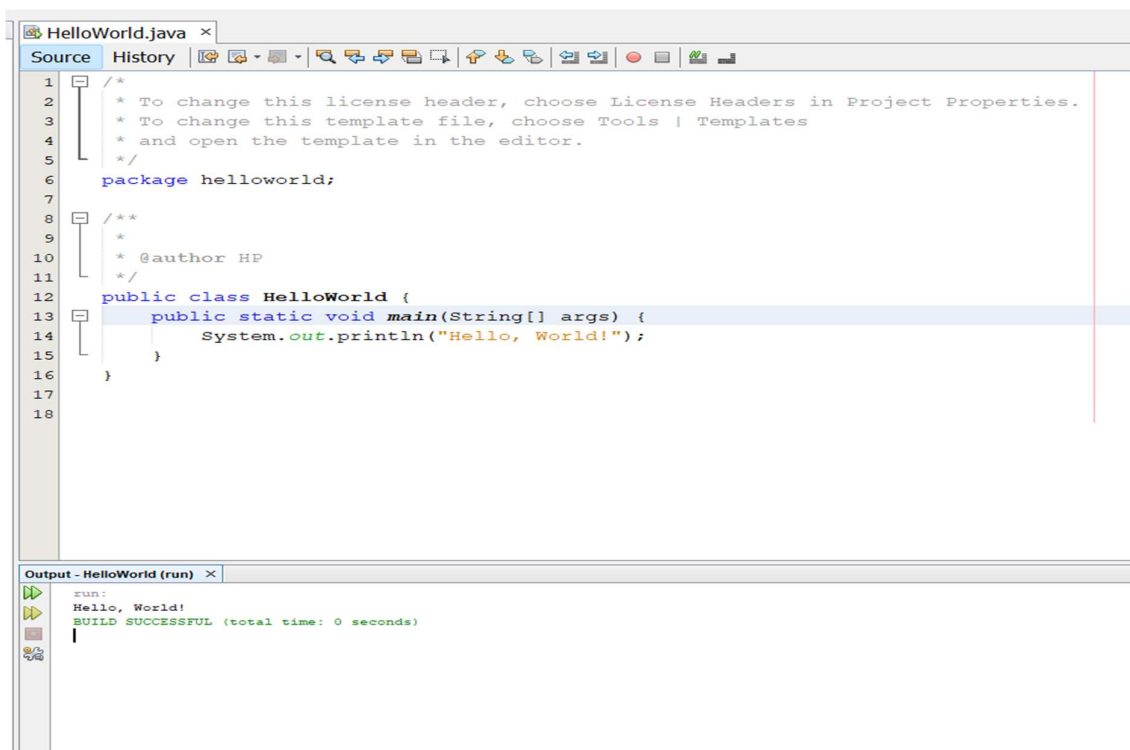 HelloWorld.java
Source History
1 /*
2 * To change this license header, choose License Headers in Project Properties.
3 * To change this template file, choose Tools | Templates
4 * and open the template in the editor.
5 */
6 package helloworld;
7
8 /**
9 *
10 * @author HP
11 */
12 public class HelloWorld {
13 public static void main(String[] args) {
14 System.out.println("Hello, World!");
15 }
16 }
17
18
Output - HelloWorld (run)
run:
Hello, World!
BUILD SUCCESSFUL (total time: 0 seconds)